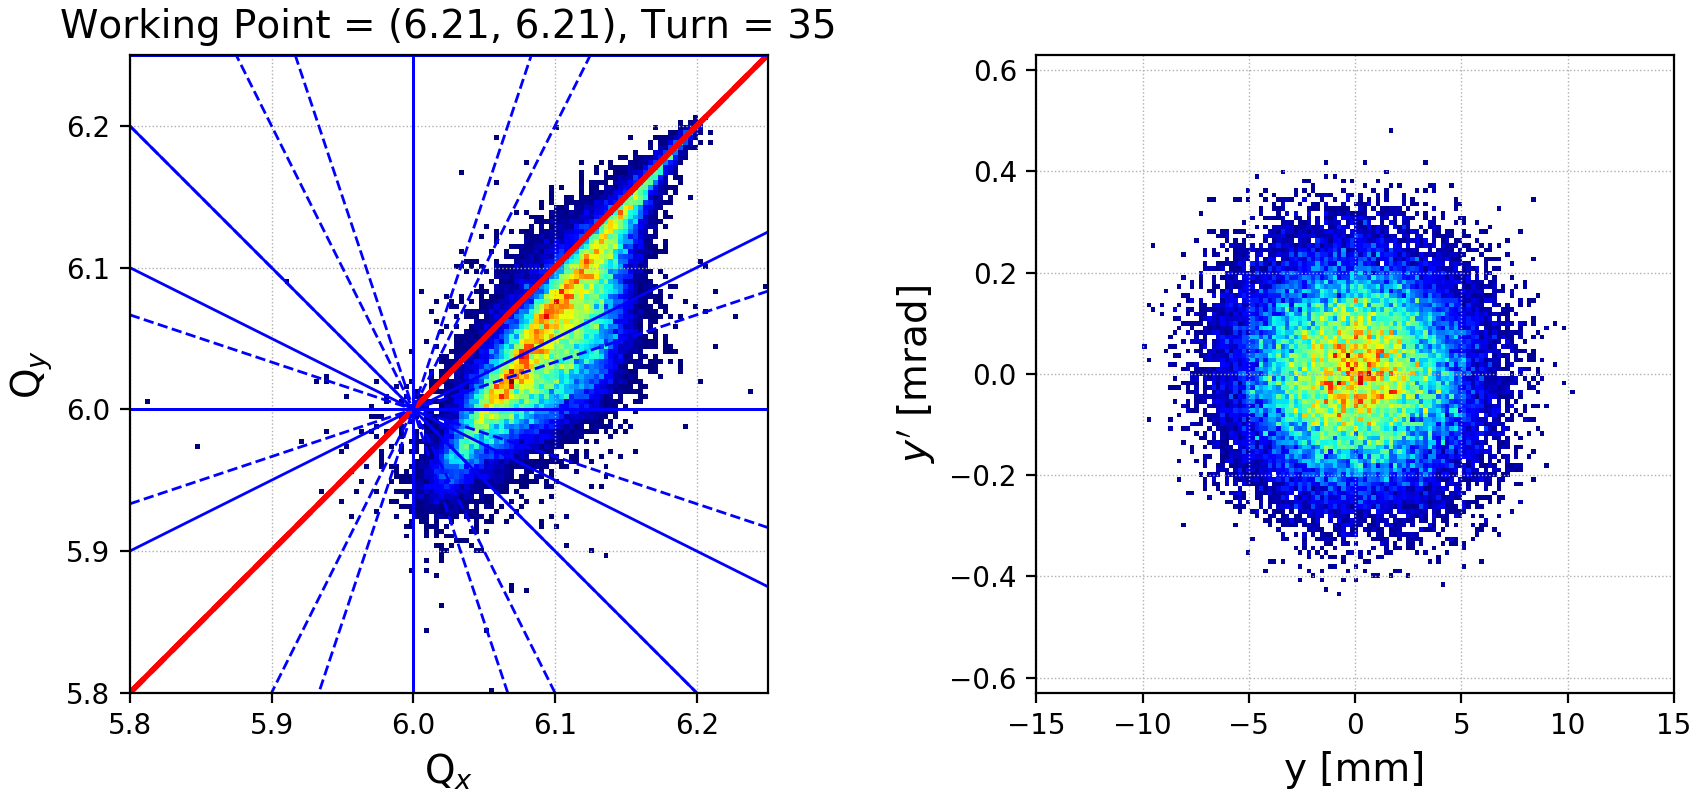 Working Point = (6.21, 6.21), Turn = 35
6.2
6.1
6.0
5.9
5.8
Qy
5.8 5.9 6.0 6.1 6.2
Qx
0.6
0.4
0.2
0.0
−0.2
−0.4
−0.6
y′ [mrad]
−15 −10 −5 0 5 10 15
y [mm]